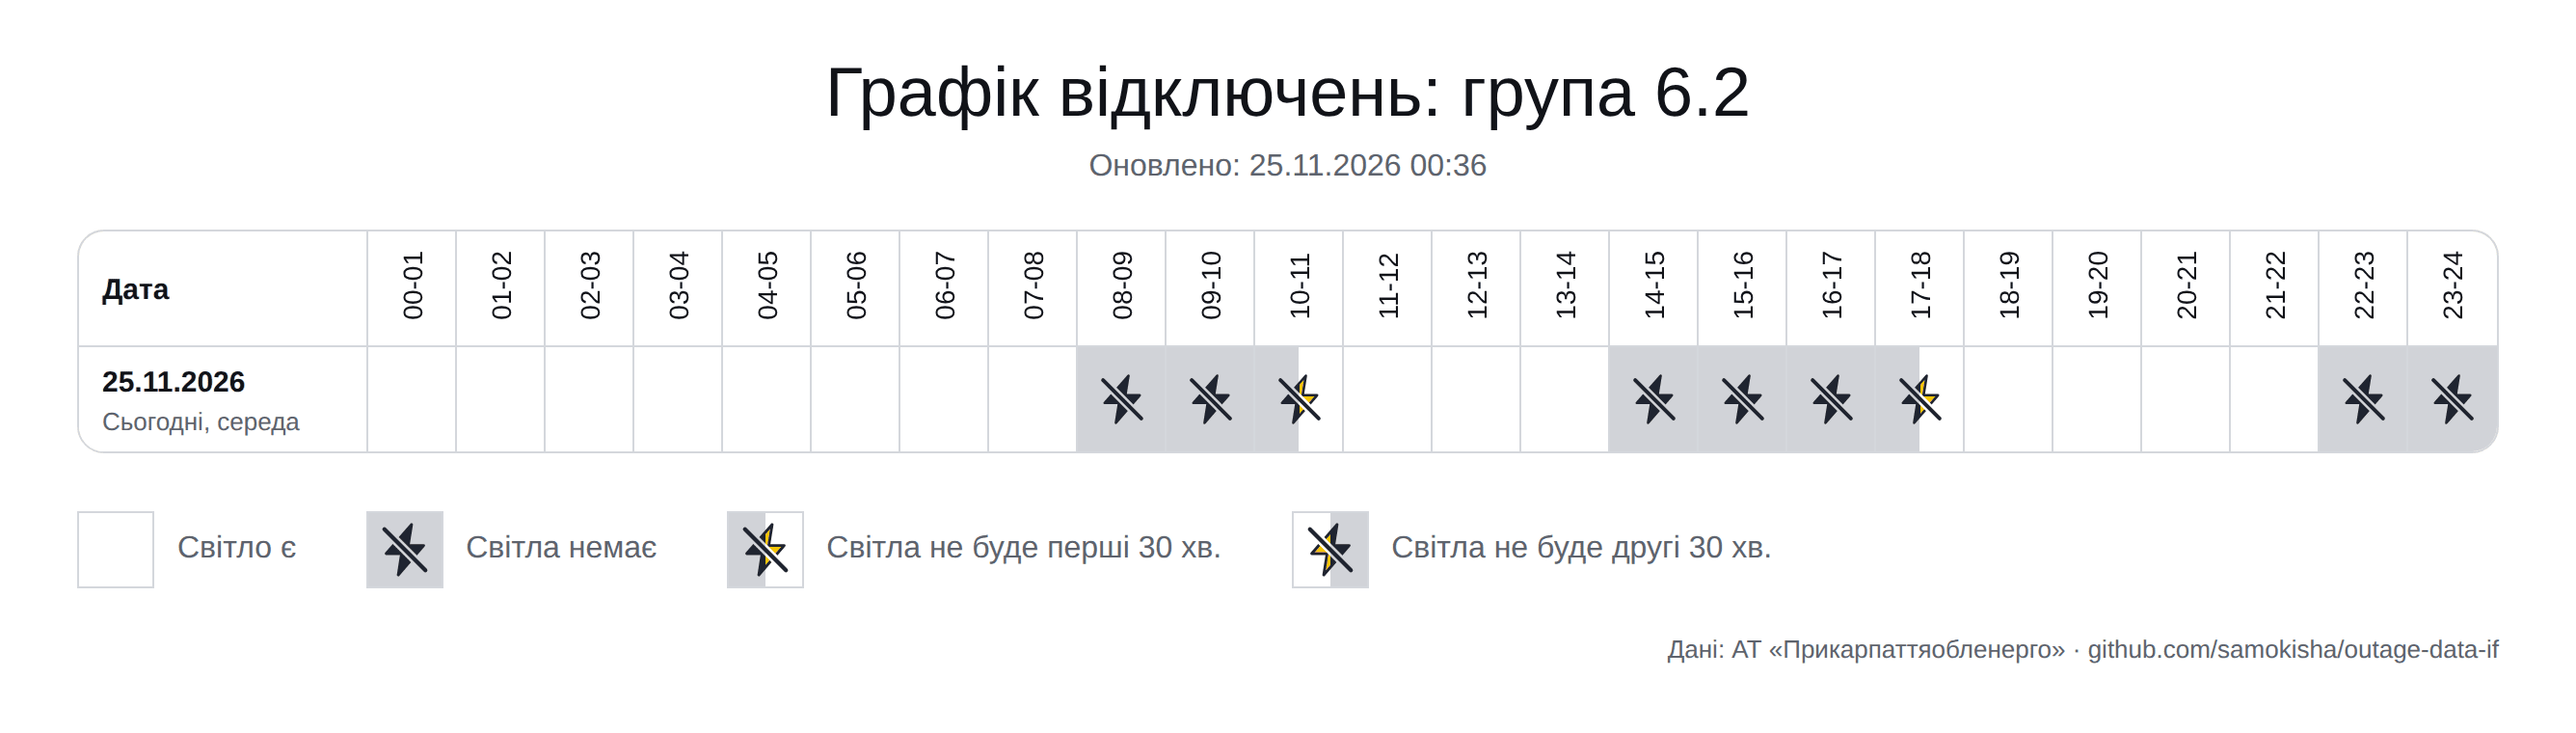 Графік відключень: група 6.2
Оновлено: 25.11.2026 00:36
Дата 00-01 01-02 02-03 03-04 04-05 05-06 06-07 07-08 08-09 09-10 10-11 11-12 12-13 13-14 14-15 15-16 16-17 17-18 18-19 19-20 20-21 21-22 22-23 23-24
25.11.2026
Сьогодні, середа
Світло є Світла немає Світла не буде перші 30 хв. Світла не буде другі 30 хв.
Дані: АТ «Прикарпаттяобленерго» · github.com/samokisha/outage-data-if